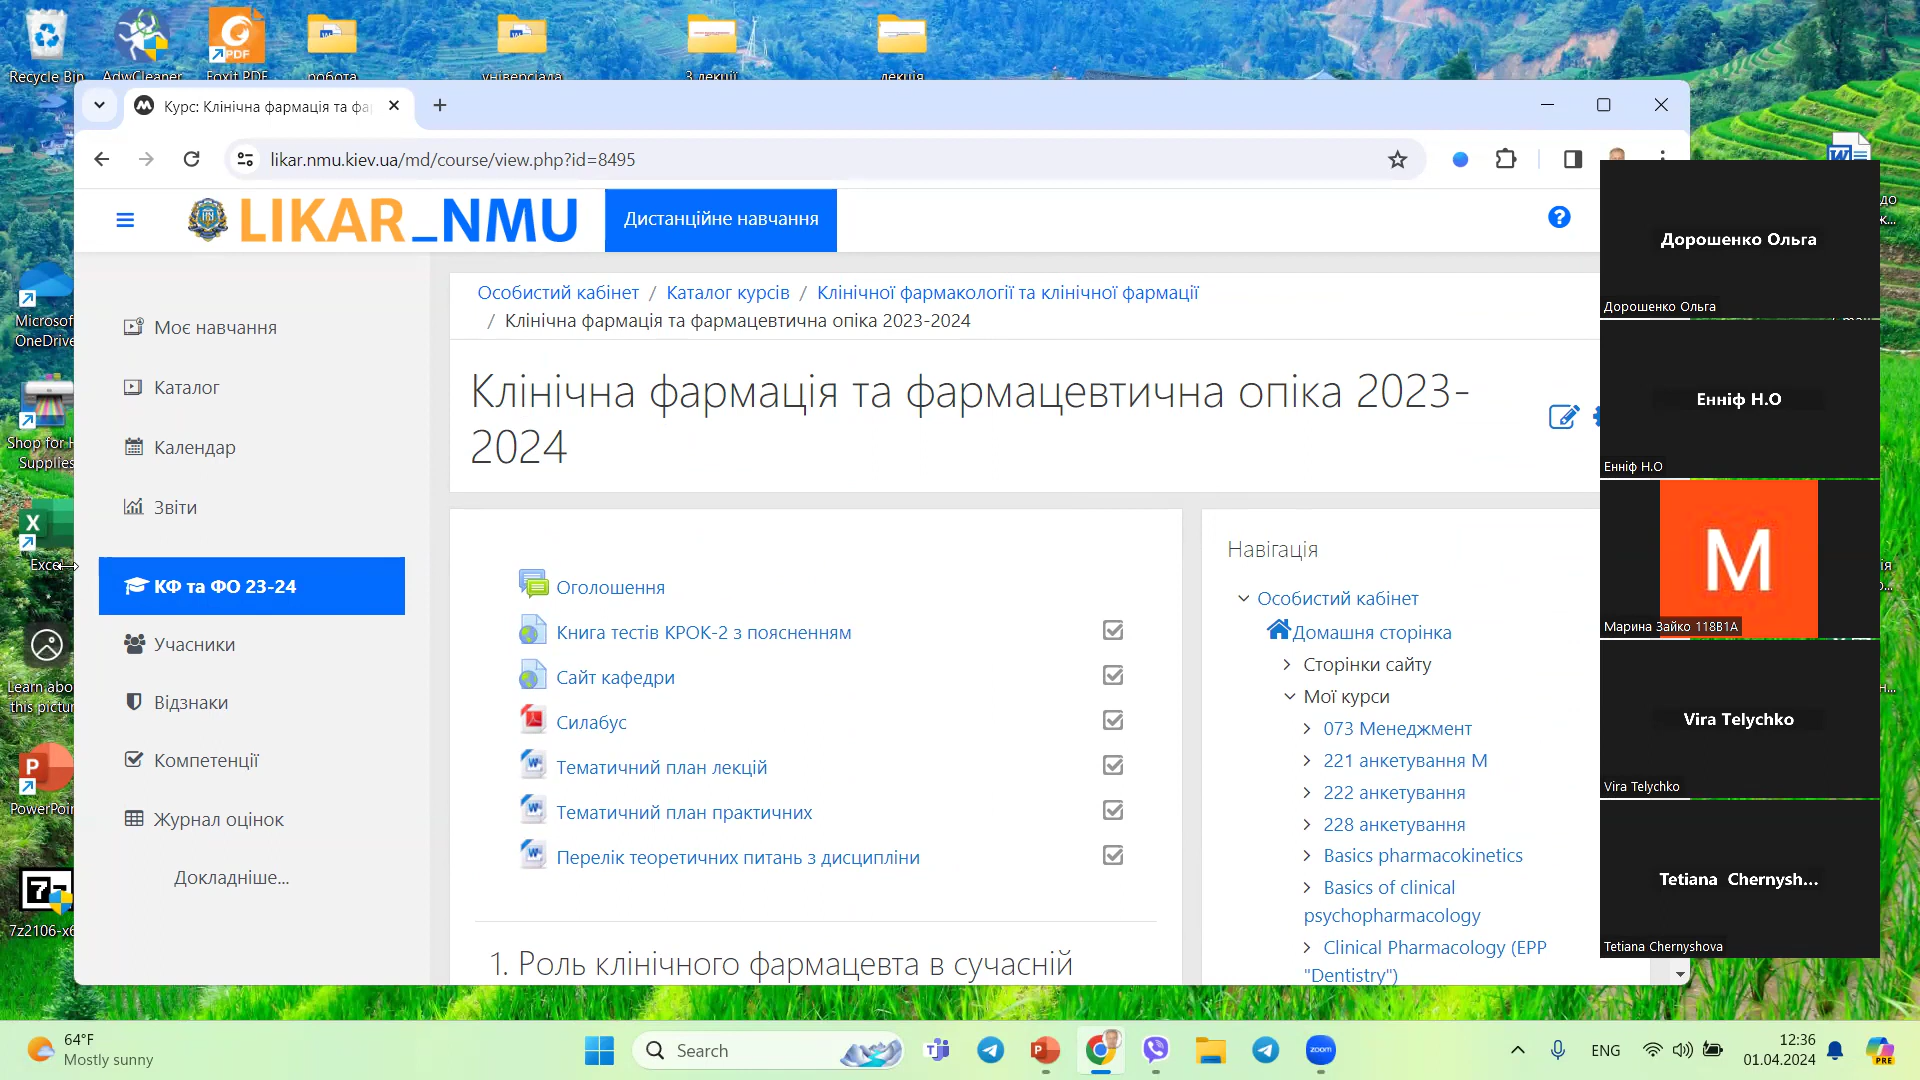 Recycle Bin
AdwCleaner
Foxit PDF
робота
універсіада
3 лекції
лекція
Курс: Клінічна фармація та фа
likar.nmu.kiev.ua/md/course/view.php?id=8495
LIKAR_NMU
Дистанційне навчання
Особистий кабінет / Каталог курсів / Клінічної фармакології та клінічної фармації
/ Клінічна фармація та фармацевтична опіка 2023-2024
Клінічна фармація та фармацевтична опіка 2023-
2024
Моє навчання
Каталог
Календар
Звіти
КФ та ФО 23-24
Учасники
Відзнаки
Компетенції
Журнал оцінок
Докладніше...
Оголошення
Книга тестів КРОК-2 з поясненням
Сайт кафедри
Силабус
Тематичний план лекцій
Тематичний план практичних
Перелік теоретичних питань з дисципліни
1. Роль клінічного фармацевта в сучасній
Навігація
Особистий кабінет
Домашня сторінка
Сторінки сайту
Мої курси
073 Менеджмент
221 анкетування М
222 анкетування
228 анкетування
Basics pharmacokinetics
Basics of clinical
psychopharmacology
Clinical Pharmacology (EPP
"Dentistry")
Дорошенко Ольга
Дорошенко Ольга
Енніф Н.О
Енніф Н.О
М
Марина Зайко 118В1А
Vira Telychko
Vira Telychko
Tetiana Chernysh...
Tetiana Chernyshova
Microsof
OneDrive
Shop for H
Supplies
Excel
Learn abo
this pictur
PowerPoin
7z2106-x6
64°F
Mostly sunny
Search
zoom
ENG
12:36
01.04.2024
PRE